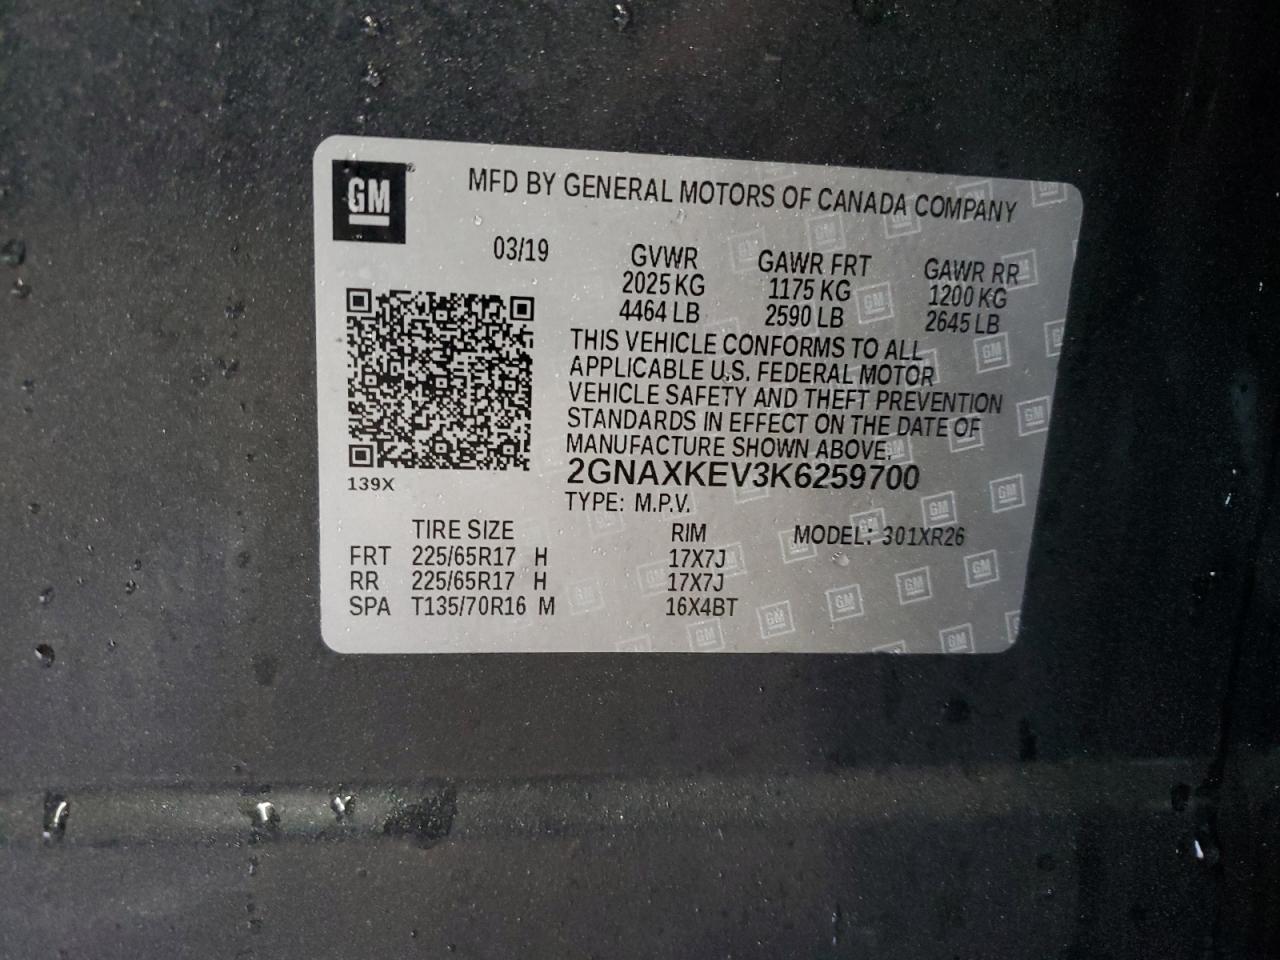 GM
MFD BY GENERAL MOTORS OF CANADA COMPANY
03/19
GVWR GAWR FRT GAWR RR
2025 KG 1175 KG 1200 KG
4464 LB 2590 LB 2645 LB
THIS VEHICLE CONFORMS TO ALL
APPLICABLE U.S. FEDERAL MOTOR
VEHICLE SAFETY AND THEFT PREVENTION
STANDARDS IN EFFECT ON THE DATE OF
MANUFACTURE SHOWN ABOVE.
139X
2GNAXKEV3K6259700
TYPE: M.P.V.
TIRE SIZE RIM MODEL: 301XR26
FRT 225/65R17 H 17X7J
RR 225/65R17 H 17X7J
SPA T135/70R16 M 16X4BT